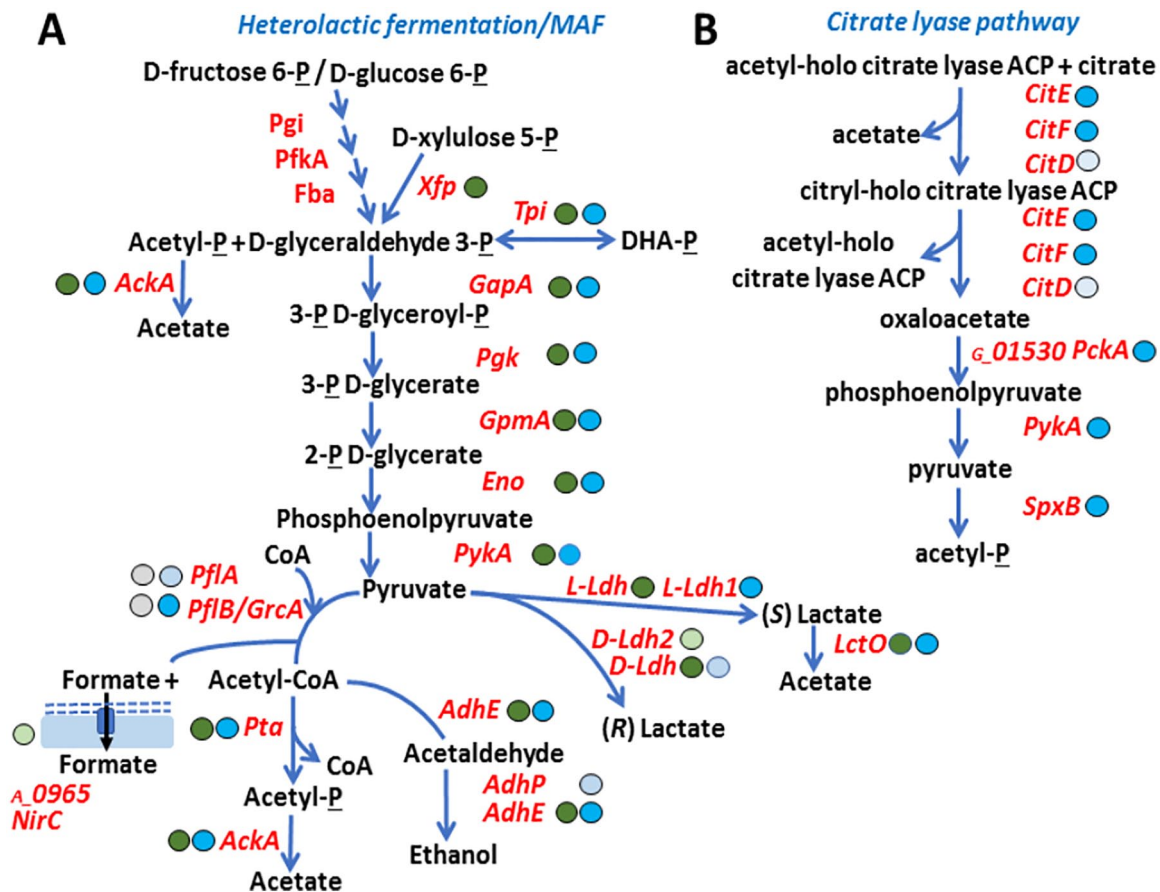 A
Heterolactic fermentation/MAF
D-fructose 6-P / D-glucose 6-P
Pgi
PfkA
Fba
D-xylulose 5-P
Xfp
Tpi
Acetyl-P + D-glyceraldehyde 3-P
DHA-P
AckA
Acetate
GapA
3-P D-glyceroyl-P
Pgk
3-P D-glycerate
GpmA
2-P D-glycerate
Eno
Phosphoenolpyruvate
CoA
PykA
PflA
PflB/GrcA
Pyruvate
L-Ldh
L-Ldh1
(S) Lactate
LctO
Acetate
D-Ldh2
D-Ldh
(R) Lactate
Formate +
Acetyl-CoA
Formate
A_0965
NirC
Pta
CoA
Acetyl-P
AckA
Acetate
AdhE
Acetaldehyde
AdhP
AdhE
Ethanol
B
Citrate lyase pathway
acetyl-holo citrate lyase ACP + citrate
CitE
CitF
CitD
acetate
citryl-holo citrate lyase ACP
CitE
CitF
CitD
acetyl-holo
citrate lyase ACP
oxaloacetate
G_01530 PckA
phosphoenolpyruvate
PykA
pyruvate
SpxB
acetyl-P